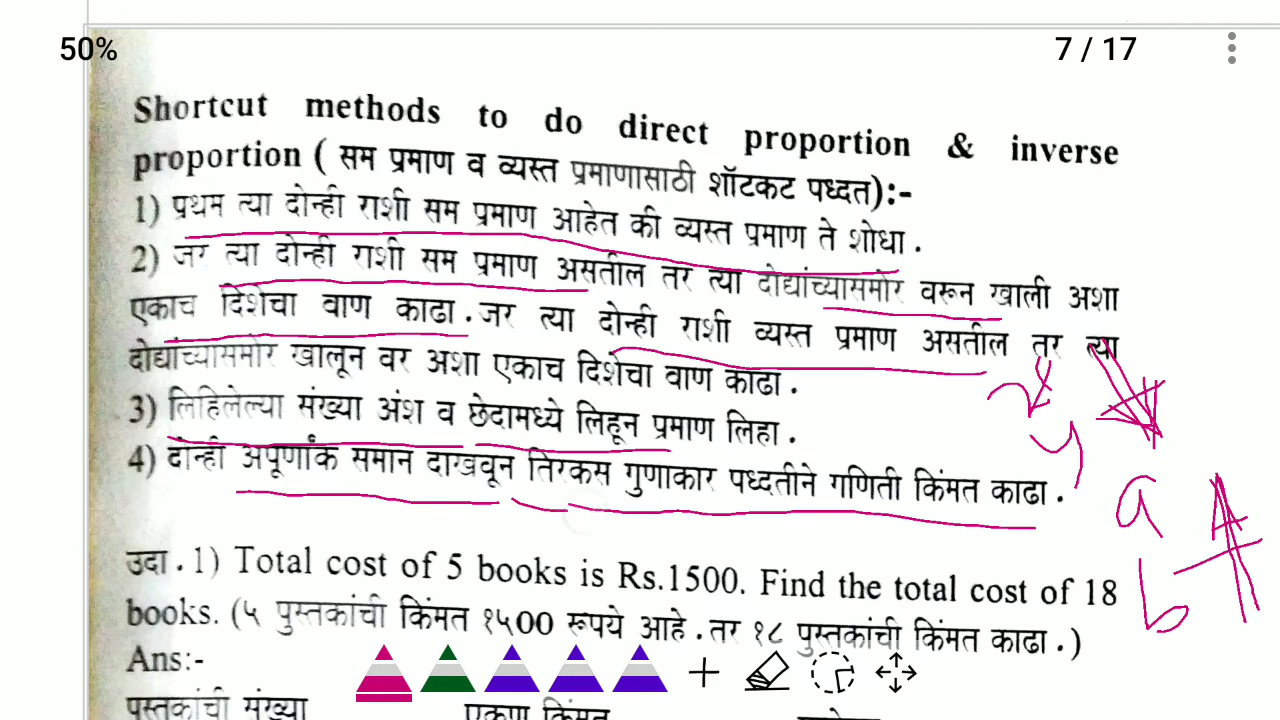 50%
7 / 17
Shortcut methods to do direct proportion & inverse
proportion ( सम प्रमाण व व्यस्त प्रमाणासाठी शॉटकट पध्दत):-
1) प्रथम त्या दोन्ही राशी सम प्रमाण आहेत की व्यस्त प्रमाण ते शोधा .
2) जर त्या दोन्ही राशी सम प्रमाण असतील तर त्या दोद्यांच्यासमोर वरून खाली अशा
एकाच दिशेचा वाण काढा . जर त्या दोन्ही राशी व्यस्त प्रमाण असतील तर त्या
दोद्यांच्यासमोर खालून वर अशा एकाच दिशेचा वाण काढा .
3) लिहिलेल्या संख्या अंश व छेदामध्ये लिहून प्रमाण लिहा .
4) दोन्ही अपूर्णांक समान दाखवून तिरकस गुणाकार पध्दतीने गणिती किंमत काढा .
x
y
a
b
उदा . 1) Total cost of 5 books is Rs.1500. Find the total cost of 18
books. (५ पुस्तकांची किंमत १५00 रूपये आहे . तर १८ पुस्तकांची किंमत काढा . )
Ans:-
पुस्तकांची संख्या एकूण किंमत